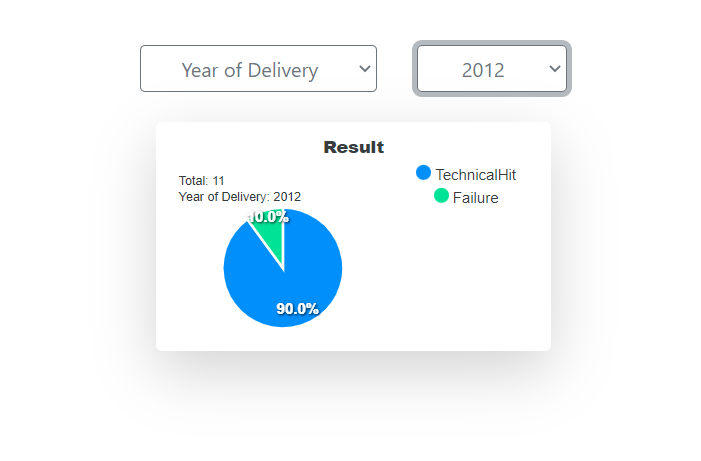 Year of Delivery
2012
Result
Total: 11
Year of Delivery: 2012
TechnicalHit
Failure
10.0%
90.0%